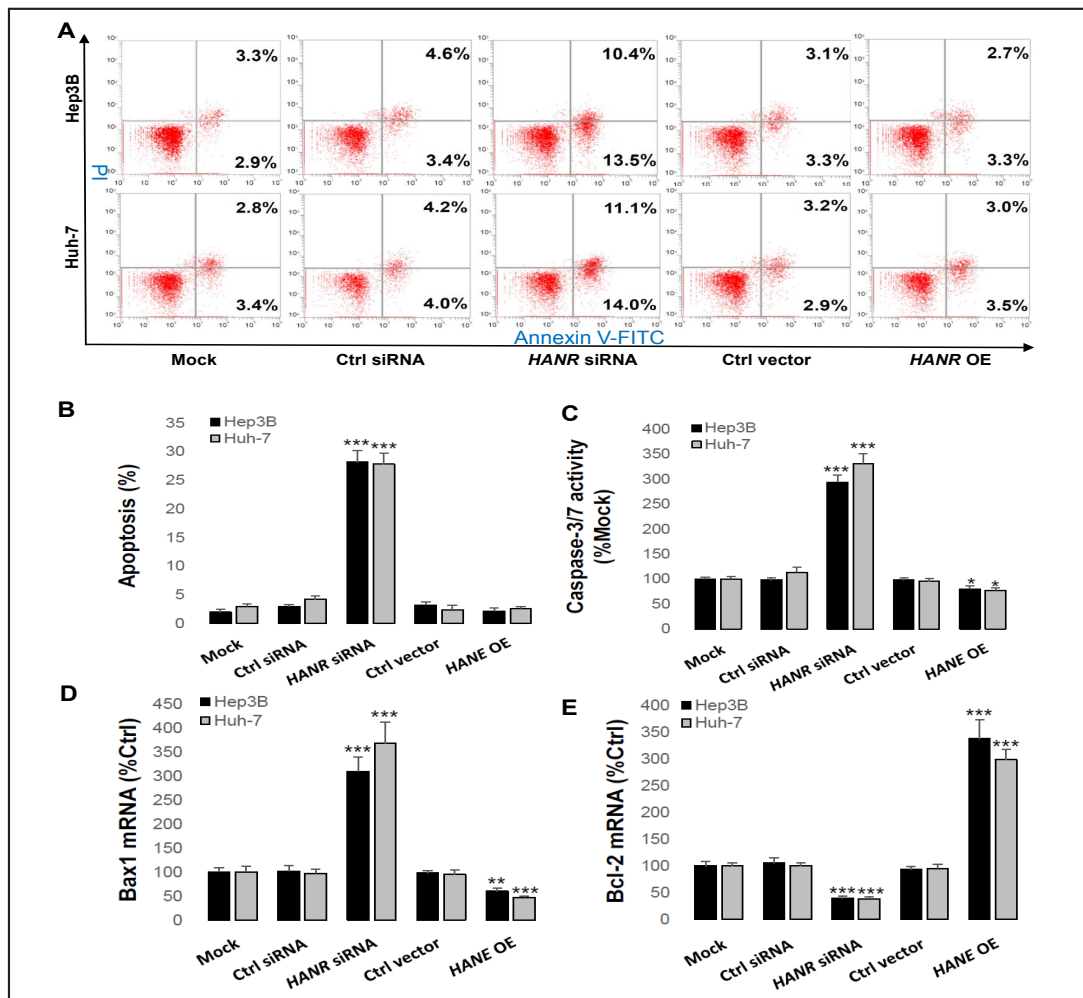 A
Hep3B
3.3% 4.6% 10.4% 3.1% 2.7%
2.9% 3.4% 13.5% 3.3% 3.3%
PI
Huh-7
2.8% 4.2% 11.1% 3.2% 3.0%
3.4% 4.0% 14.0% 2.9% 3.5%
Annexin V-FITC
Mock Ctrl siRNA HANR siRNA Ctrl vector HANR OE
B
Hep3B
Huh-7
Apoptosis (%)
35
30
25
20
15
10
5
0
*** ***
Mock Ctrl siRNA HANR siRNA Ctrl vector HANE OE
C
Hep3B
Huh-7
Caspase-3/7 activity
(%Mock)
400
350
300
250
200
150
100
50
0
*** ***
* *
Mock Ctrl siRNA HANR siRNA Ctrl vector HANE OE
D
Hep3B
Huh-7
Bax1 mRNA (%Ctrl)
450
400
350
300
250
200
150
100
50
0
*** ***
** ***
Mock Ctrl siRNA HANR siRNA Ctrl vector HANE OE
E
Hep3B
Huh-7
Bcl-2 mRNA (%Ctrl)
400
350
300
250
200
150
100
50
0
*** ***
*** ***
Mock Ctrl siRNA HANR siRNA Ctrl vector HANE OE